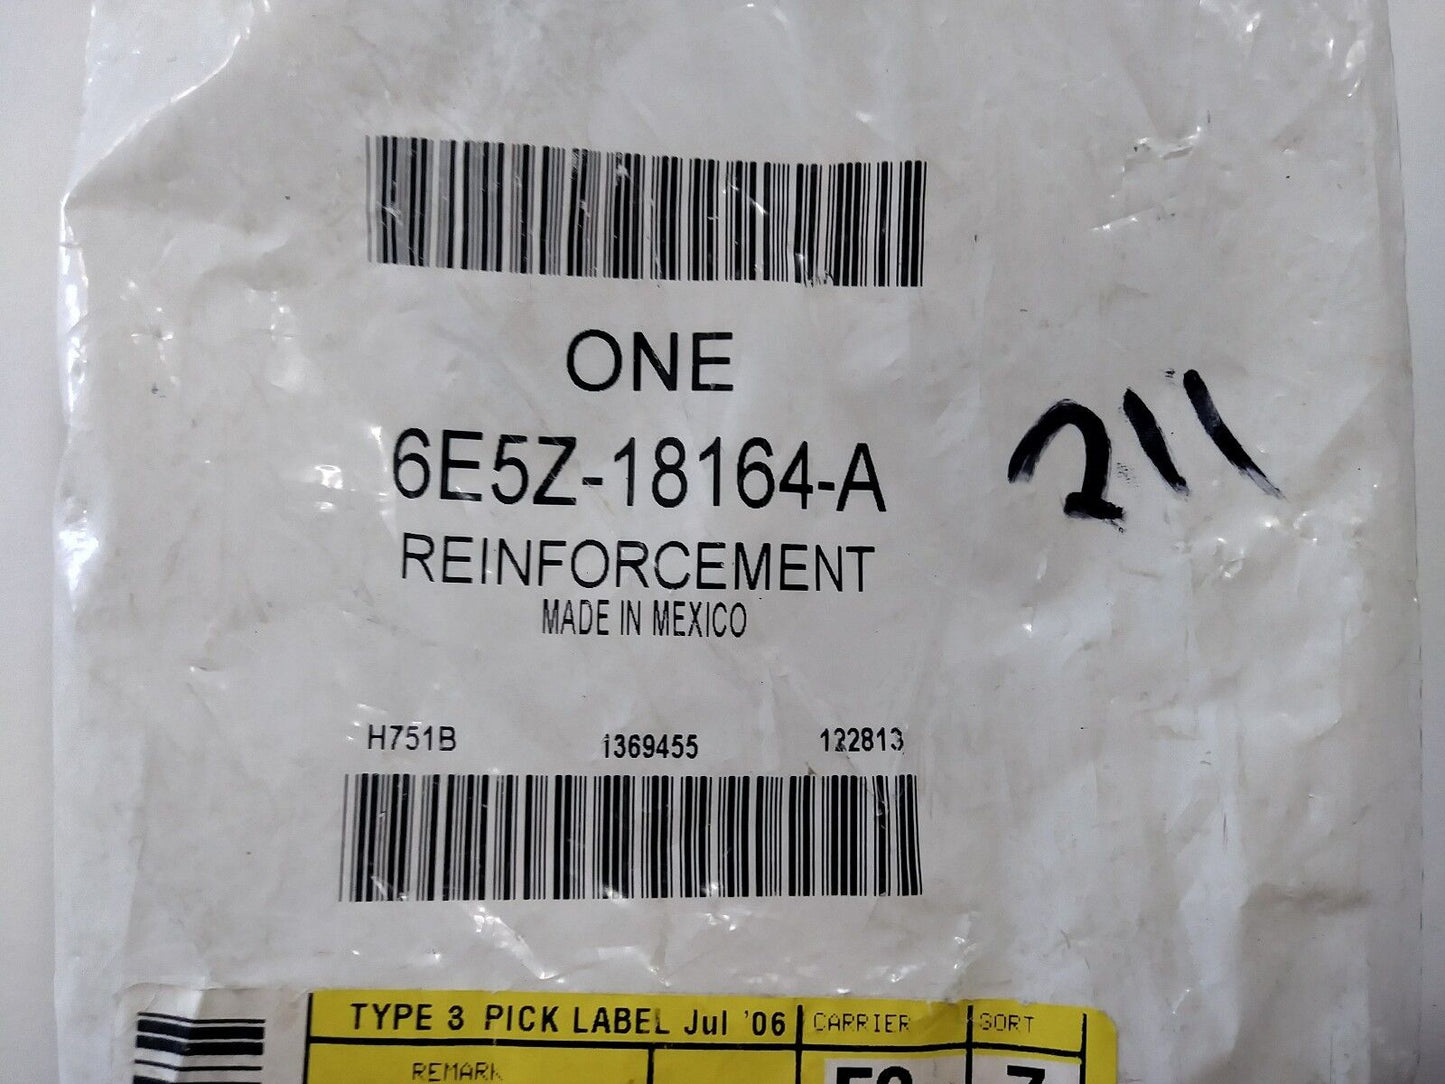 ONE
6E5Z-18164-A
211
REINFORCEMENT
MADE IN MEXICO
H751B 1369455 122813
TYPE 3 PICK LABEL Jul '06 CARRIER SORT
REMARK